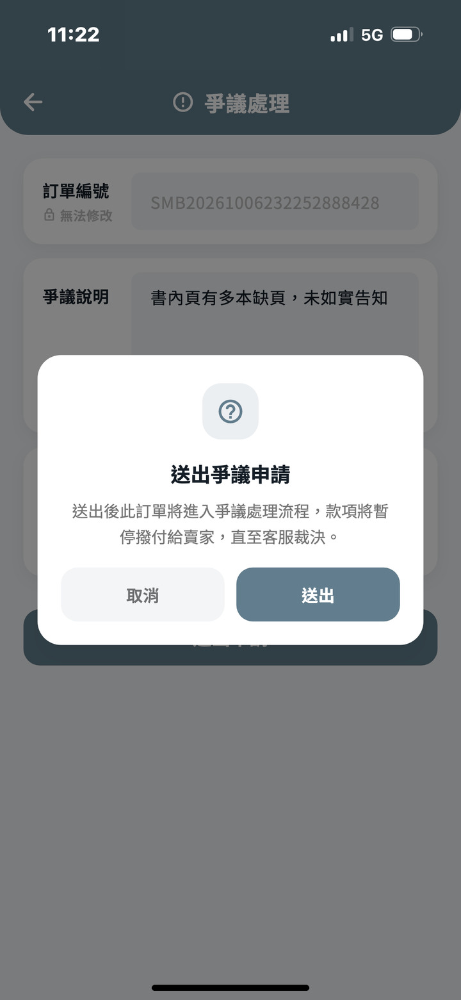 11:22
5G
爭議處理
訂單編號
無法修改
SMB20261006232252888428
爭議說明
書內頁有多本缺頁，未如實告知
送出爭議申請
送出後此訂單將進入爭議處理流程，款項將暫
停撥付給賣家，直至客服裁決。
取消
送出